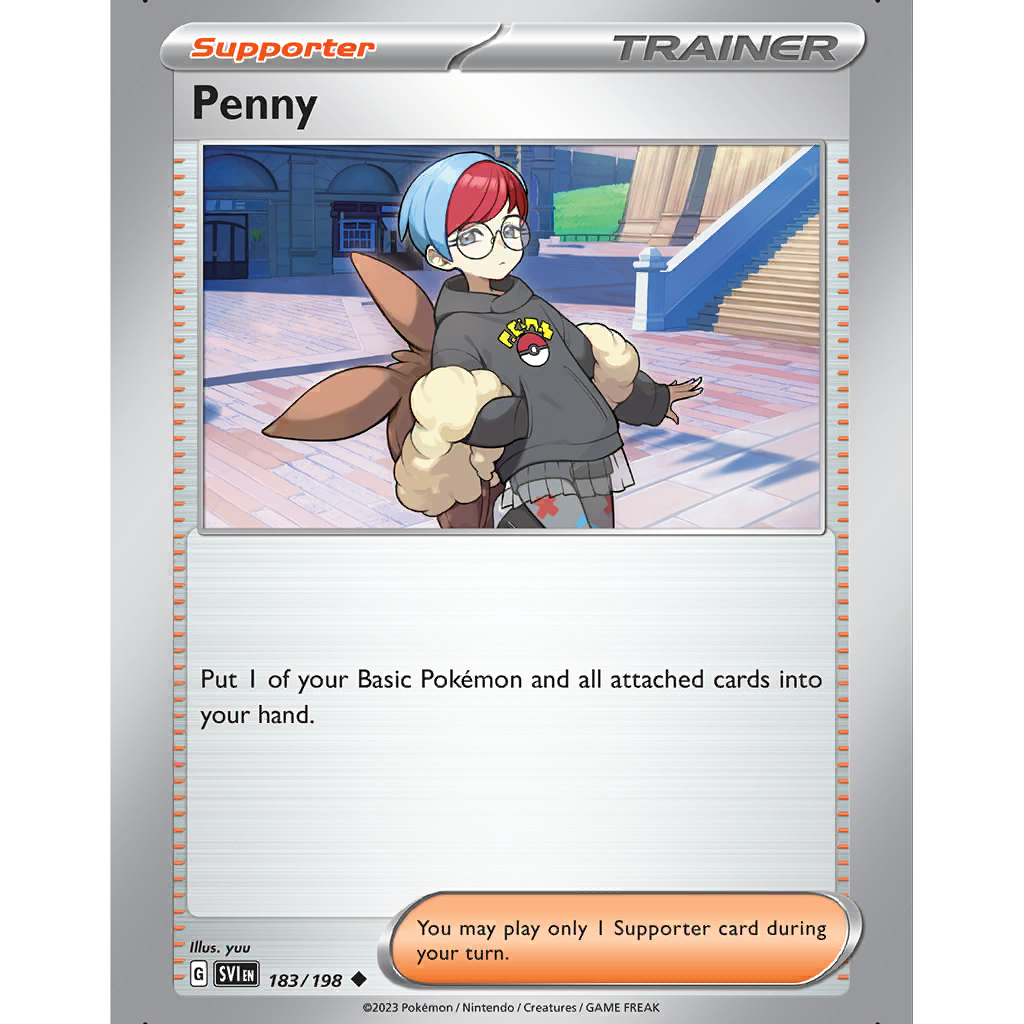 Supporter TRAINER
Penny
Put 1 of your Basic Pokémon and all attached cards into
your hand.
You may play only 1 Supporter card during
your turn.
Illus. yuu
G SVI EN 183/198
©2023 Pokémon / Nintendo / Creatures / GAME FREAK